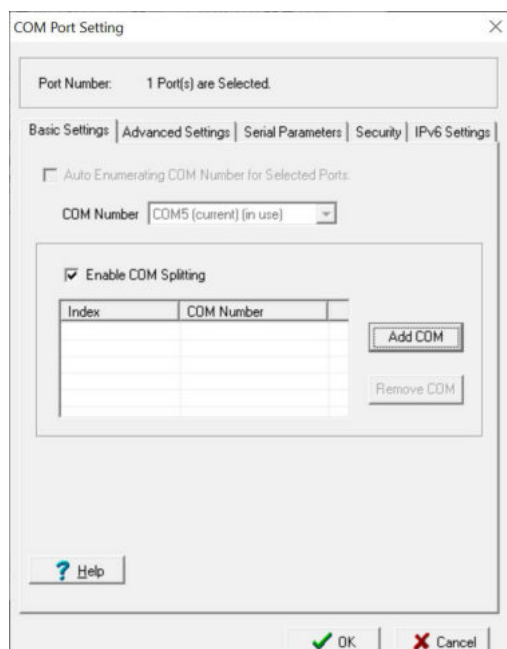 COM Port Setting
Port Number: 1 Port(s) are Selected.
Basic Settings Advanced Settings Serial Parameters Security IPv6 Settings
Auto Enumerating COM Number for Selected Ports.
COM Number COM5 (current) (in use)
Enable COM Splitting
Index COM Number
Add COM
Remove COM
? Help
OK Cancel